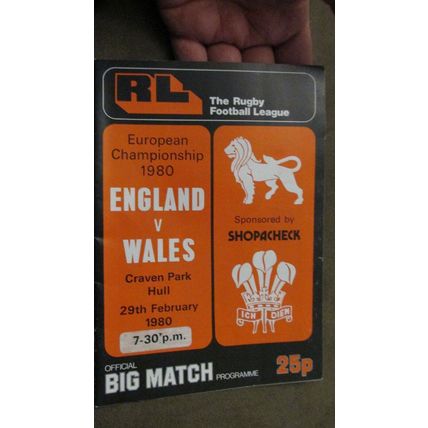 RL
The Rugby
Football League
European
Championship
1980
ENGLAND
V
WALES
Craven Park
Hull
29th February
1980
7-30 p.m.
Sponsored by
SHOPACHECK
ICH DIEN
OFFICIAL
BIG MATCH
PROGRAMME
25p